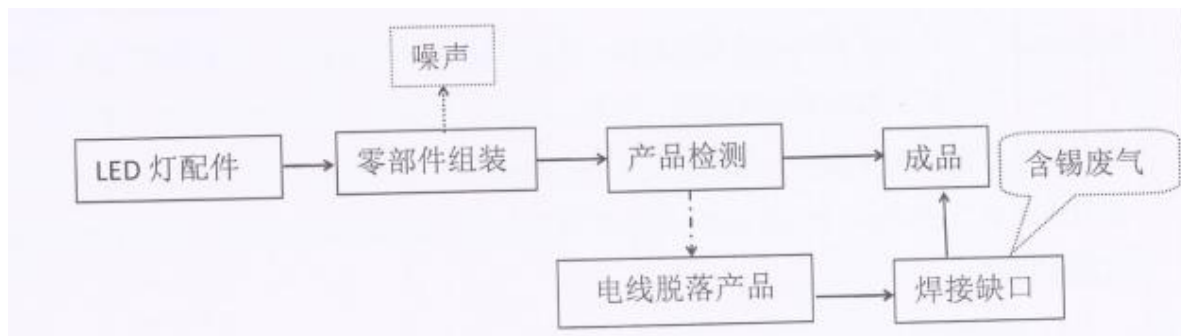 噪声
LED 灯配件
零部件组装
产品检测
成品
含锡废气
电线脱落产品
焊接缺口